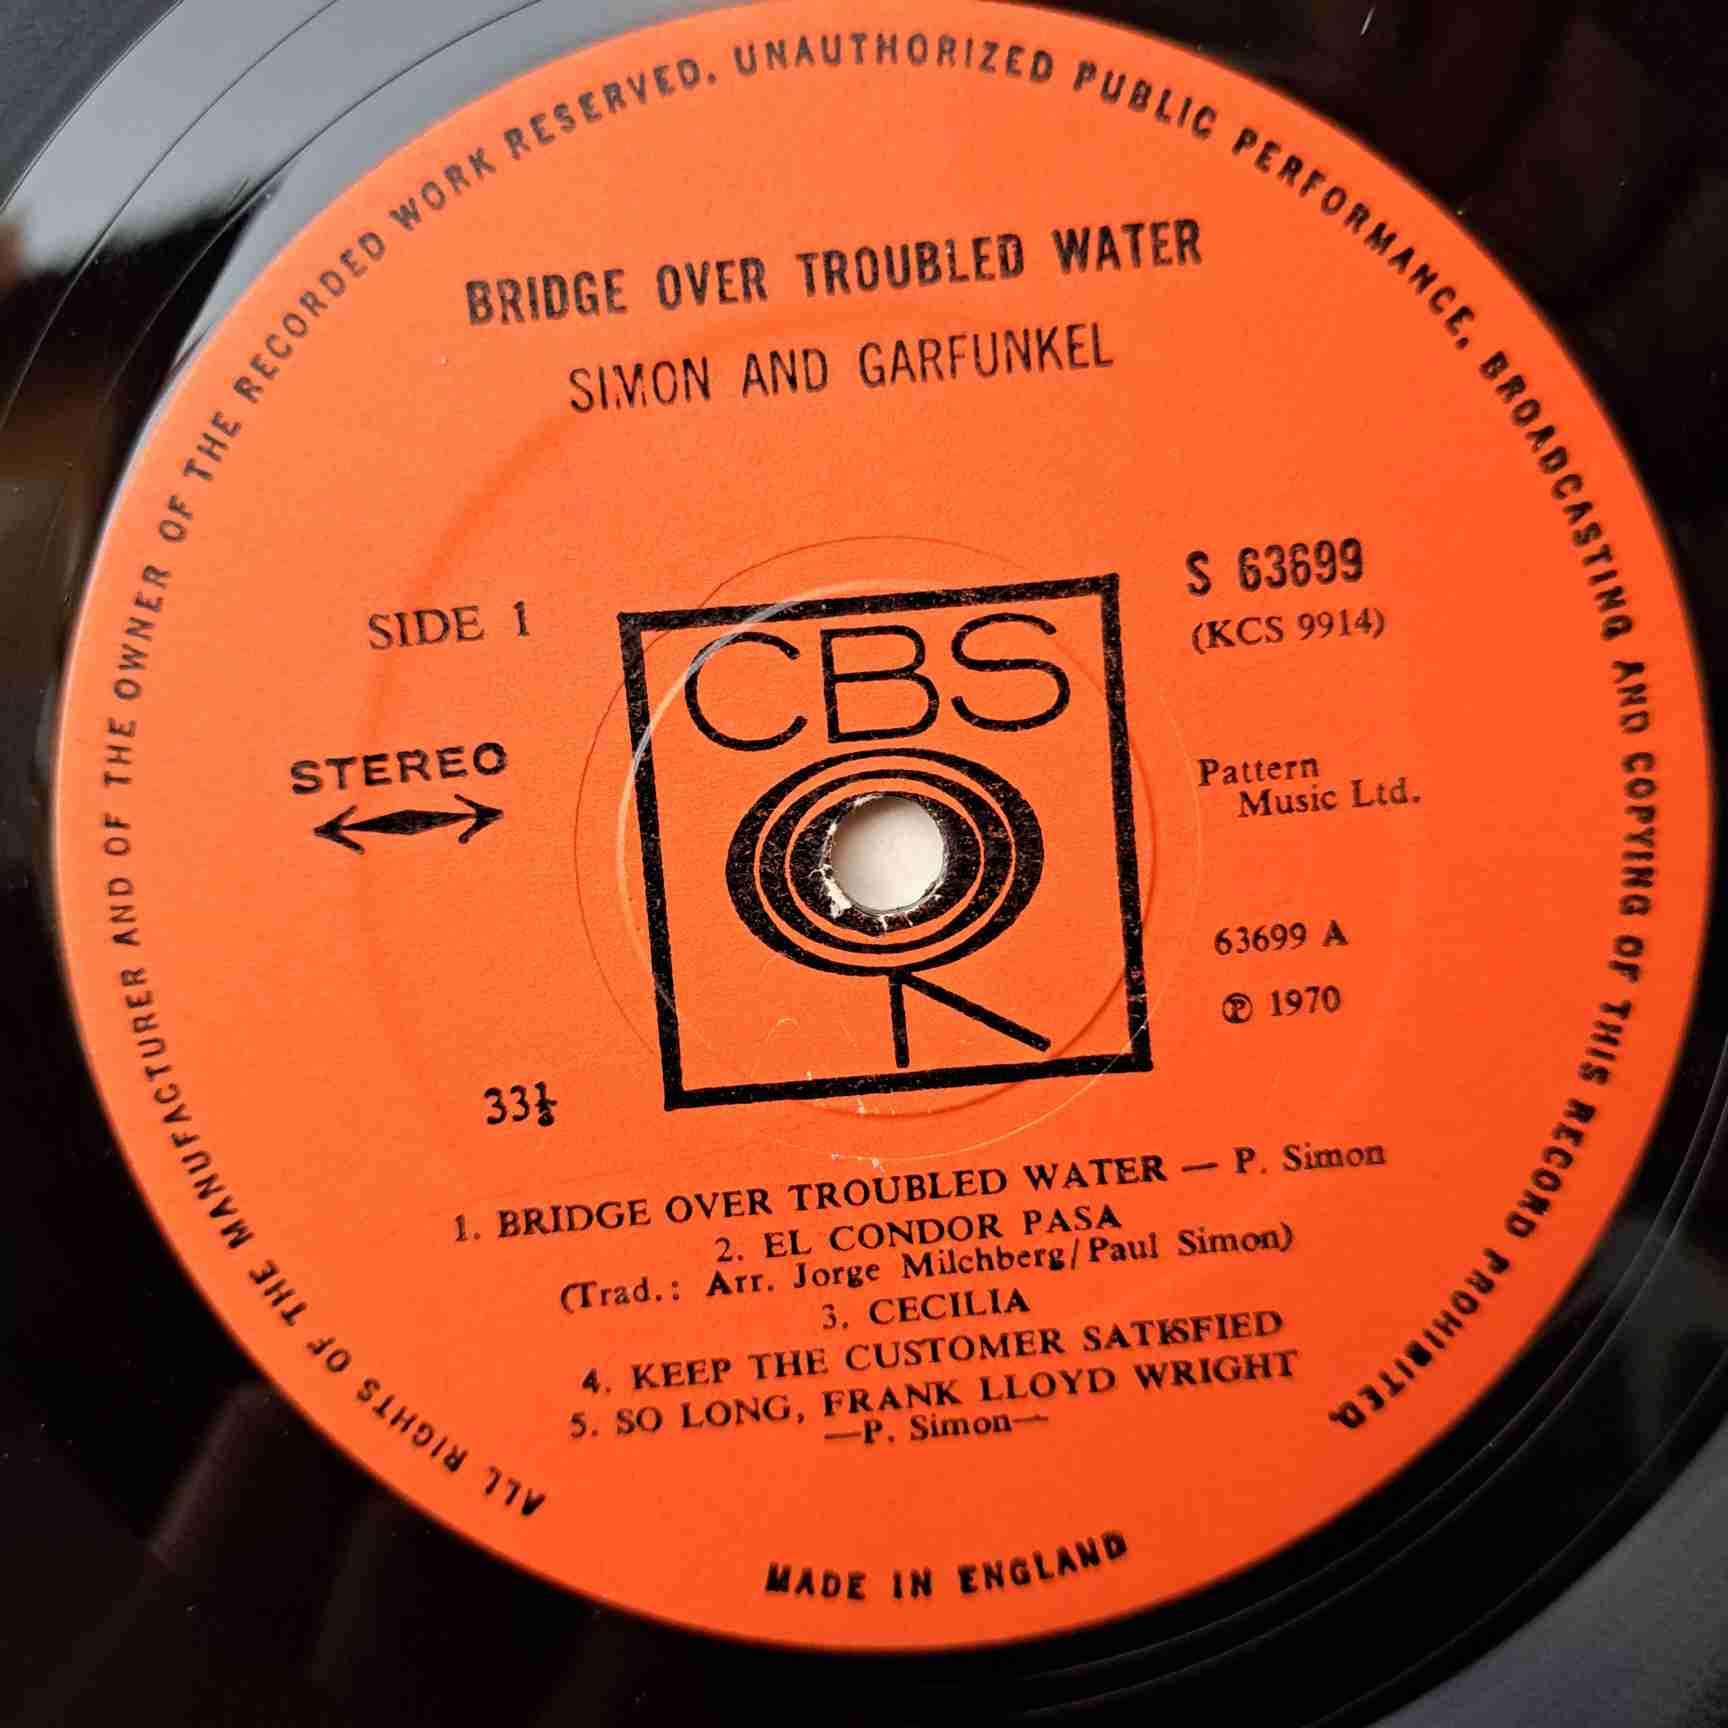 ALL RIGHTS OF THE MANUFACTURER AND OF THE OWNER OF THE RECORDED WORK RESERVED. UNAUTHORIZED PUBLIC PERFORMANCE, BROADCASTING AND COPYING OF THIS RECORD PROHIBITED.
BRIDGE OVER TROUBLED WATER
SIMON AND GARFUNKEL
S 63699
(KCS 9914)
SIDE 1
CBS
STEREO
Pattern
Music Ltd.
63699 A
℗ 1970
33⅓
1. BRIDGE OVER TROUBLED WATER — P. Simon
2. EL CONDOR PASA
(Trad.: Arr. Jorge Milchberg/Paul Simon)
3. CECILIA
4. KEEP THE CUSTOMER SATISFIED
5. SO LONG, FRANK LLOYD WRIGHT
—P. Simon—
MADE IN ENGLAND